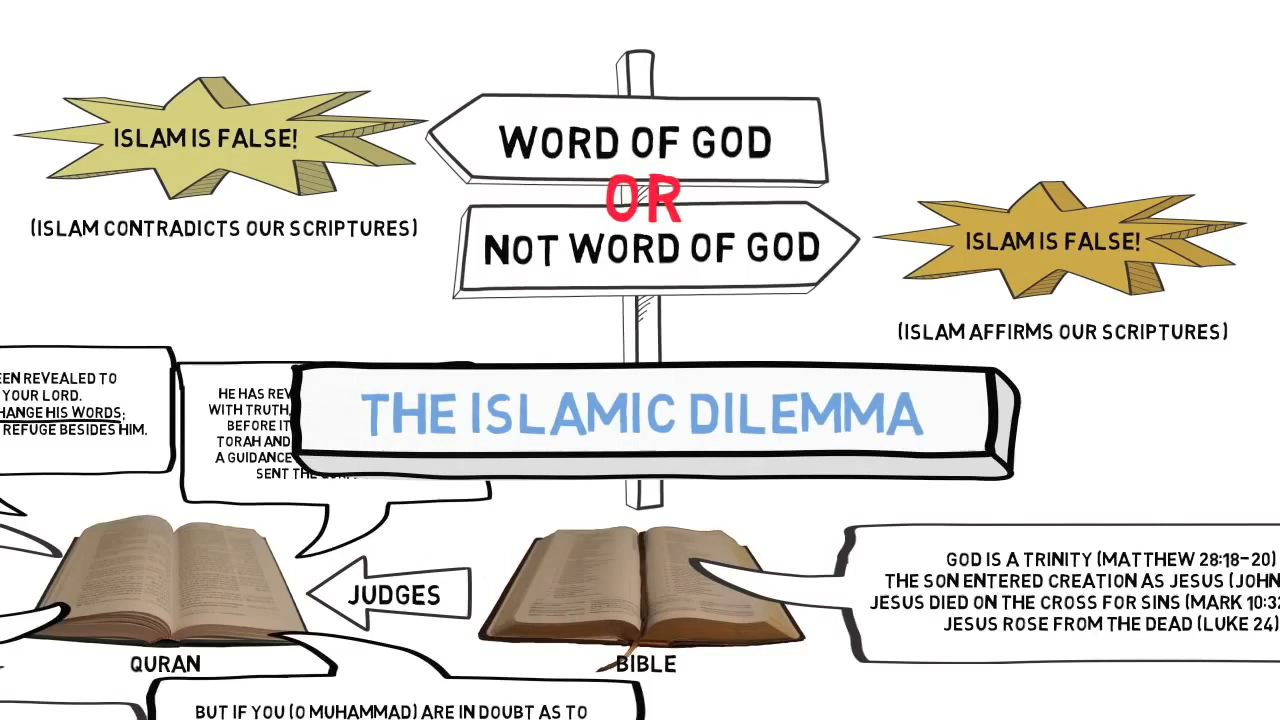 ISLAM IS FALSE!
(ISLAM CONTRADICTS OUR SCRIPTURES)
WORD OF GOD
OR
NOT WORD OF GOD
ISLAM IS FALSE!
(ISLAM AFFIRMS OUR SCRIPTURES)
THE ISLAMIC DILEMMA
EEN REVEALED TO
YOUR LORD.
HANGE HIS WORDS;
REFUGE BESIDES HIM.
HE HAS REV
WITH TRUTH,
BEFORE IT
TORAH AND
A GUIDANCE
SENT THE
JUDGES
QURAN
BIBLE
GOD IS A TRINITY (MATTHEW 28:18-20)
THE SON ENTERED CREATION AS JESUS (JOHN
JESUS DIED ON THE CROSS FOR SINS (MARK 10:32
JESUS ROSE FROM THE DEAD (LUKE 24)
BUT IF YOU (O MUHAMMAD) ARE IN DOUBT AS TO